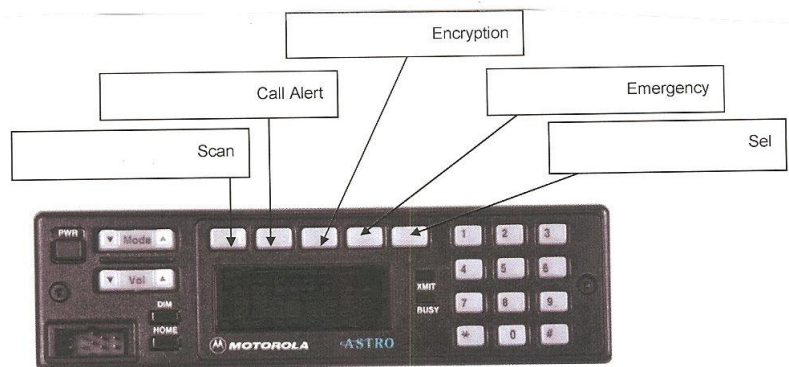 Encryption
Call Alert
Emergency
Scan
Sel
PWR
Mode
Vol
DIM
HOME
XMIT
BUSY
1 2 3
4 5 6
7 8 9
* 0 #
MOTOROLA
ASTRO